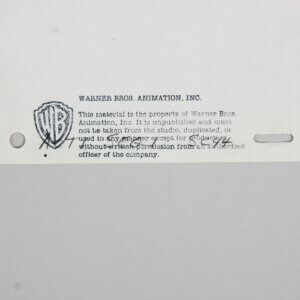 WB
WARNER BROS. ANIMATION, INC.
This material is the property of Warner Bros.
Animation, Inc. It is unpublished and must
not be taken from the studio, duplicated, or
used in any manner except for production
without written permission from an authorized
officer of the company.